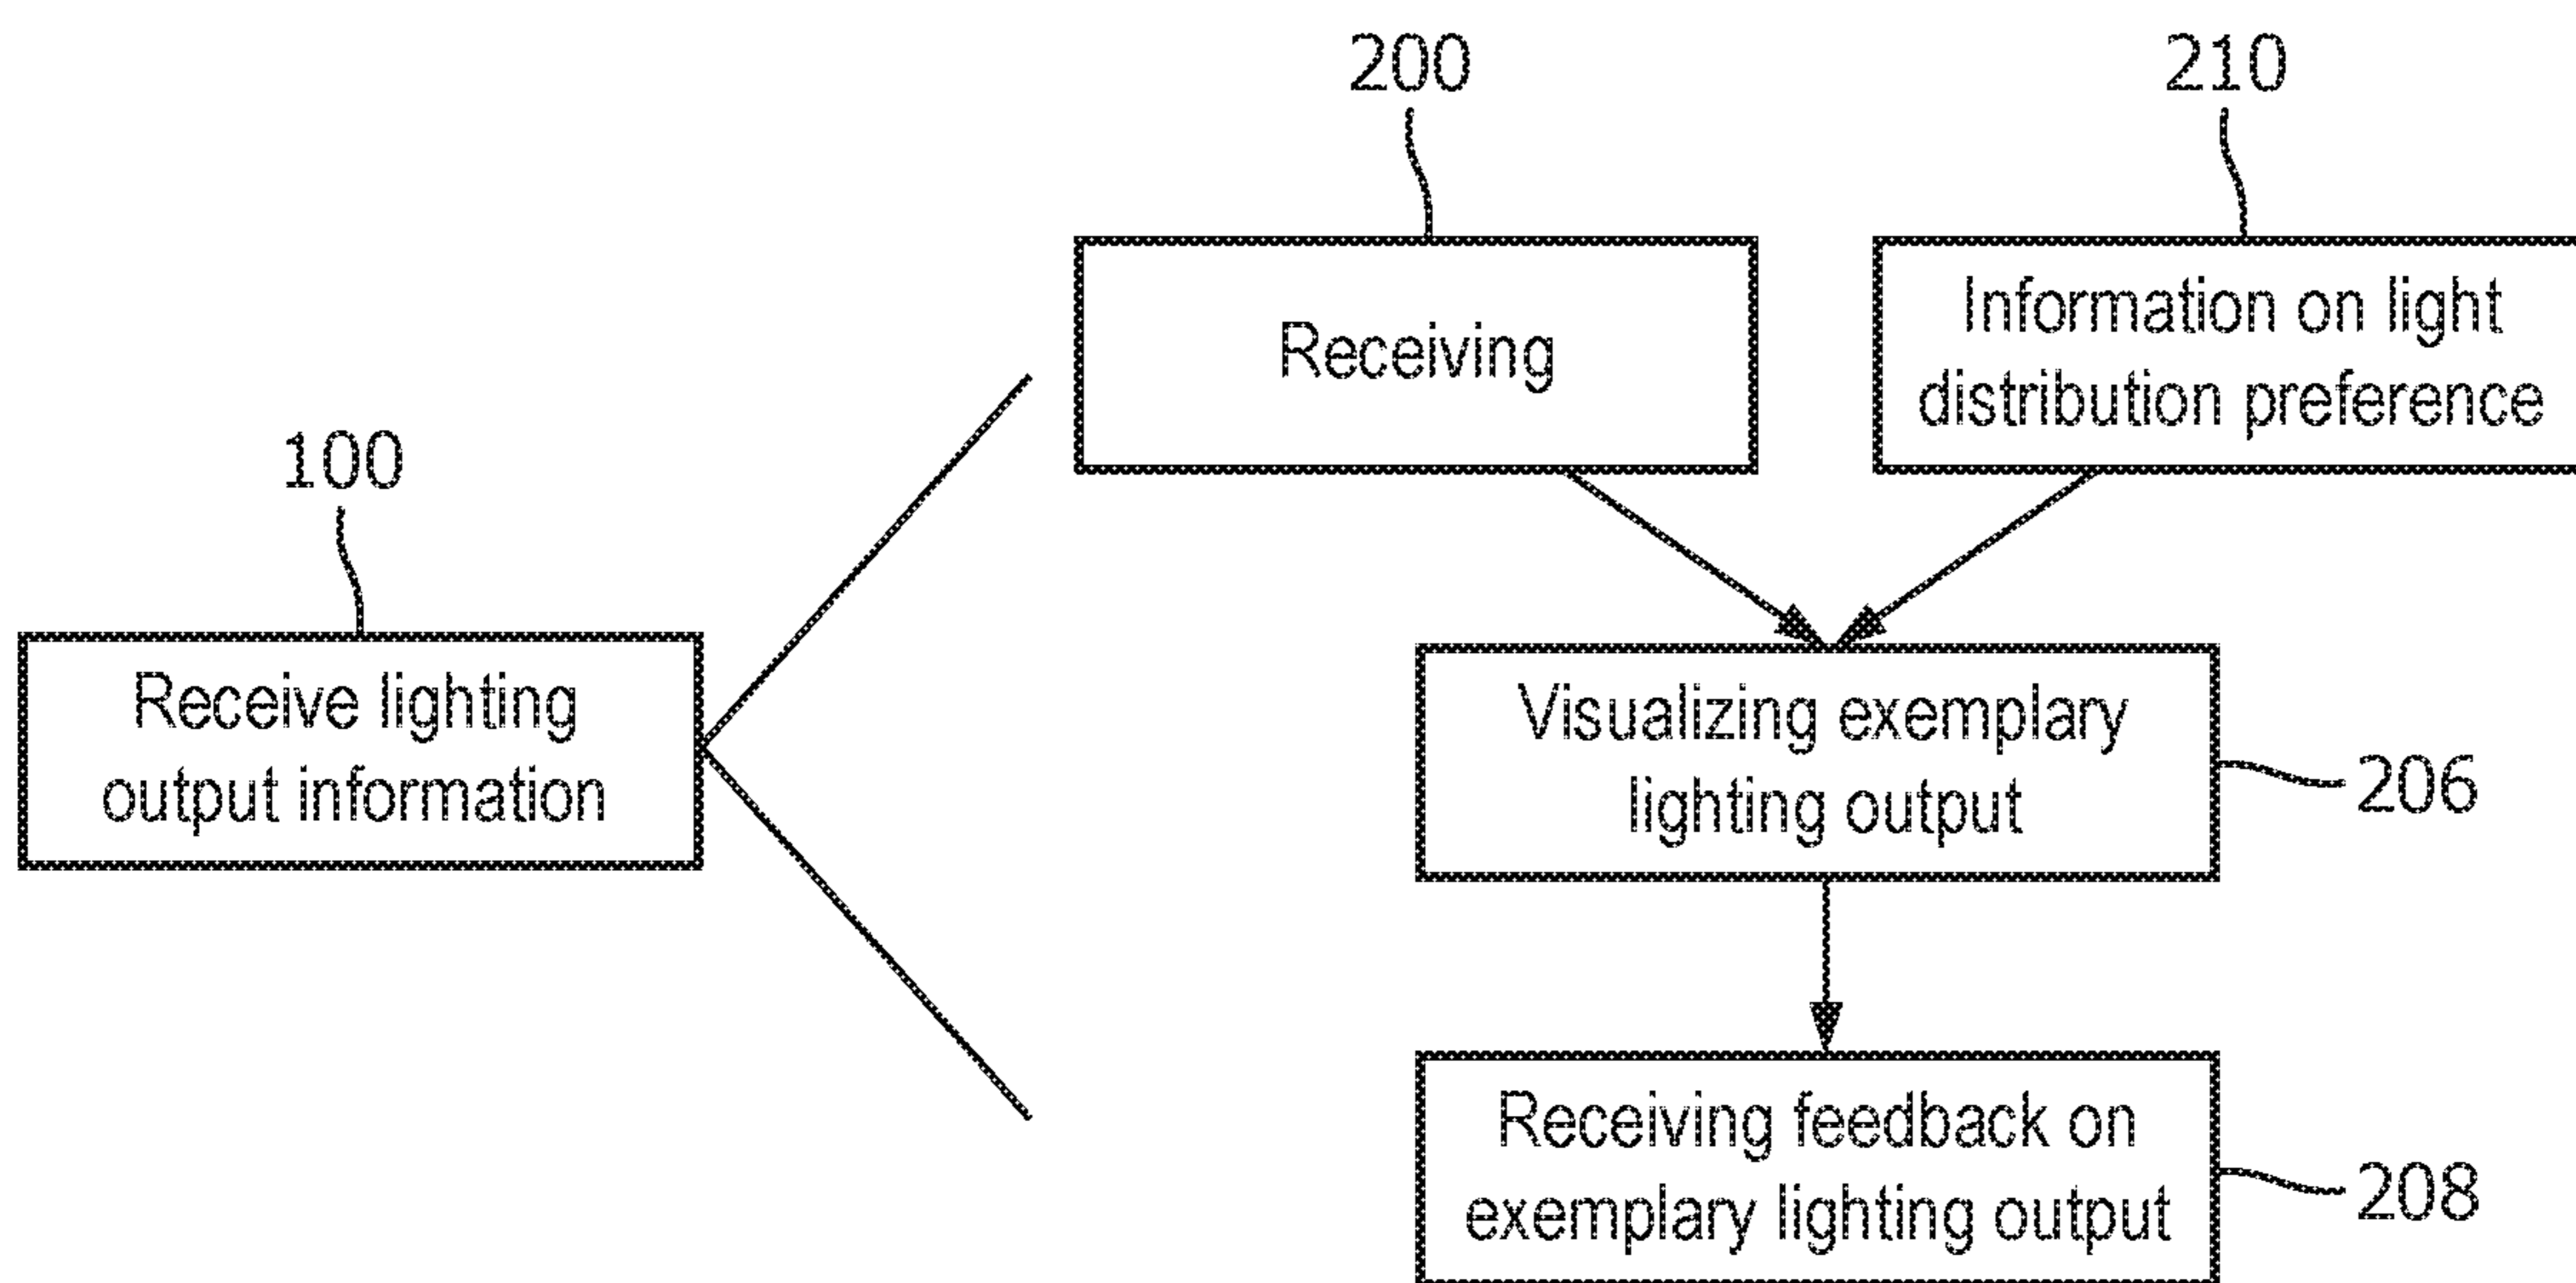 200
210
Receiving
Information on light
distribution preference
100
Receive lighting
output information
Visualizing exemplary
lighting output
206
Receiving feedback on
exemplary lighting output
208